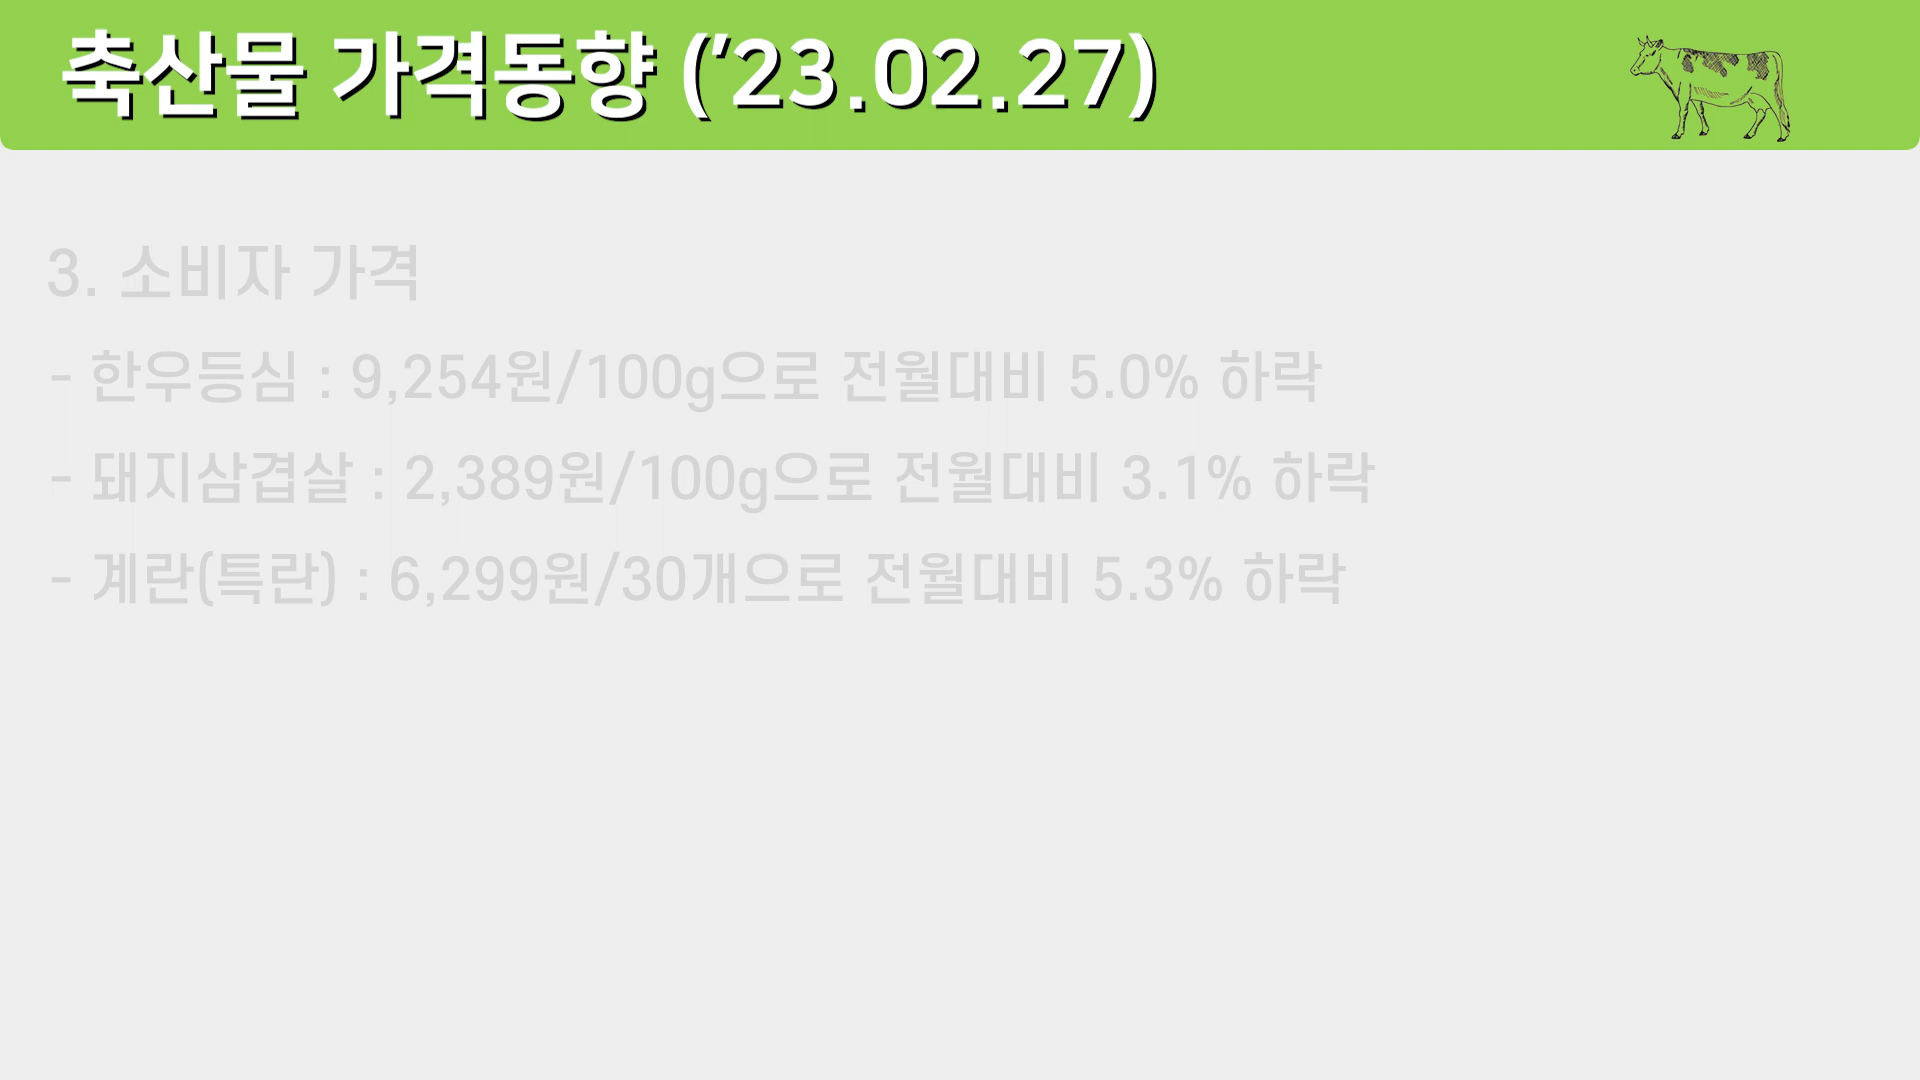 축산물 가격동향 (’23.02.27)
3. 소비자 가격
- 한우등심 : 9,254원/100g으로 전월대비 5.0% 하락
- 돼지삼겹살 : 2,389원/100g으로 전월대비 3.1% 하락
- 계란(특란) : 6,299원/30개으로 전월대비 5.3% 하락